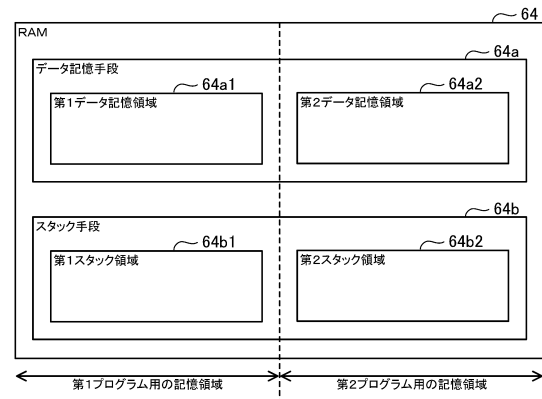 64
RAM
64a
データ記憶手段
64a1
64a2
第1データ記憶領域
第2データ記憶領域
64b
スタック手段
64b1
64b2
第1スタック領域
第2スタック領域
第1プログラム用の記憶領域
第2プログラム用の記憶領域